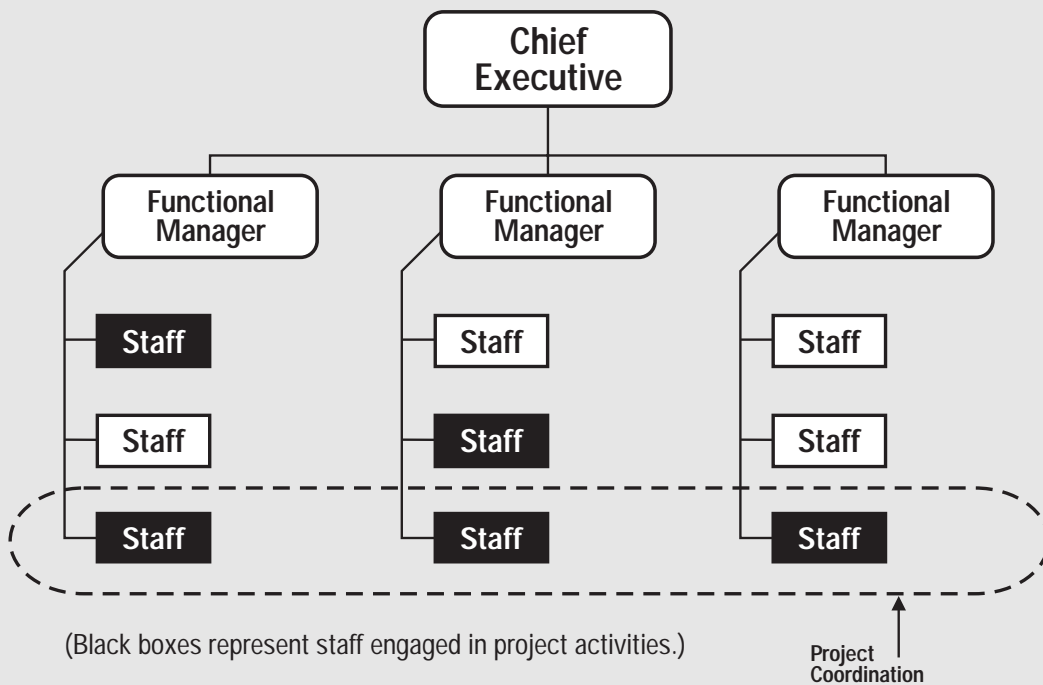 Chief
Executive
Functional
Manager
Functional
Manager
Functional
Manager
Staff
Staff
Staff
Staff
Staff
Staff
Staff
Staff
Staff
(Black boxes represent staff engaged in project activities.)
Project
Coordination